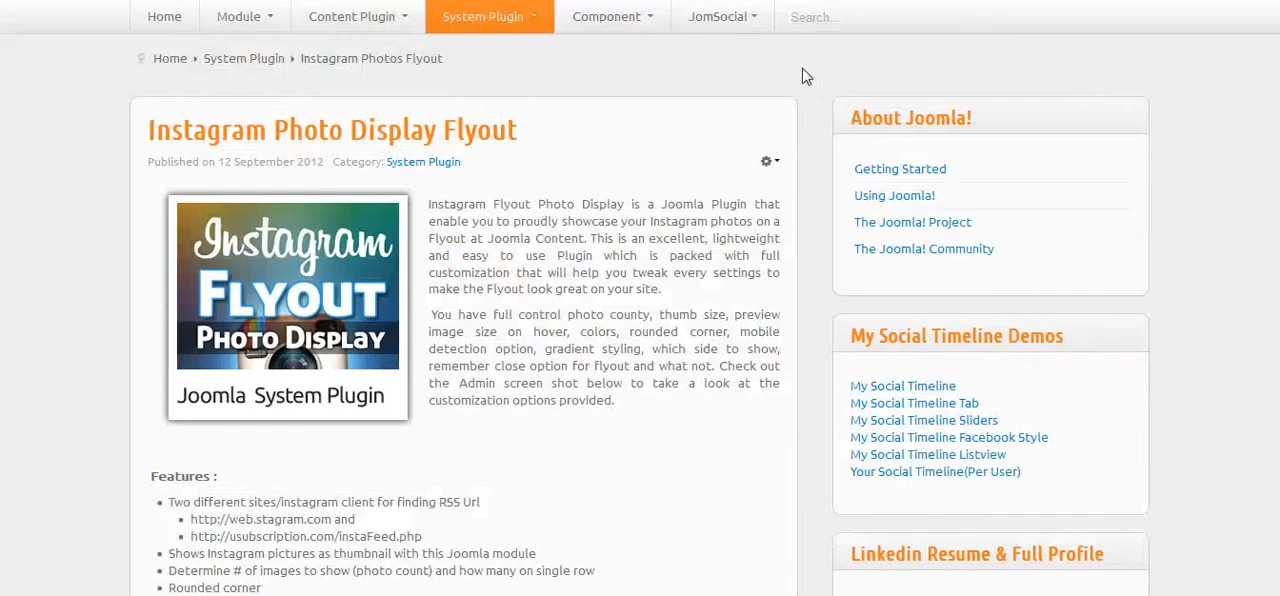 Home
Module
Content Plugin
System Plugin
Component
JomSocial
Search...
Home
System Plugin
Instagram Photos Flyout
Instagram Photo Display Flyout
Published on 12 September 2012 Category: System Plugin
Instagram
FLYOUT
PHOTO DISPLAY
Joomla System Plugin
Instagram Flyout Photo Display is a Joomla Plugin that
enable you to proudly showcase your Instagram photos on a
Flyout at Joomla Content. This is an excellent, lightweight
and easy to use Plugin which is packed with full
customization that will help you tweak every settings to
make the Flyout look great on your site.
You have full control photo county, thumb size, preview
image size on hover, colors, rounded corner, mobile
detection option, gradient styling, which side to show,
remember close option for flyout and what not. Check out
the Admin screen shot below to take a look at the
customization options provided.
Features :
Two different sites/instagram client for finding RSS Url
http://web.stagram.com and
http://usubscription.com/instaFeed.php
Shows Instagram pictures as thumbnail with this Joomla module
Determine # of images to show (photo count) and how many on single row
Rounded corner
About Joomla!
Getting Started
Using Joomla!
The Joomla! Project
The Joomla! Community
My Social Timeline Demos
My Social Timeline
My Social Timeline Tab
My Social Timeline Sliders
My Social Timeline Facebook Style
My Social Timeline Listview
Your Social Timeline(Per User)
Linkedin Resume & Full Profile